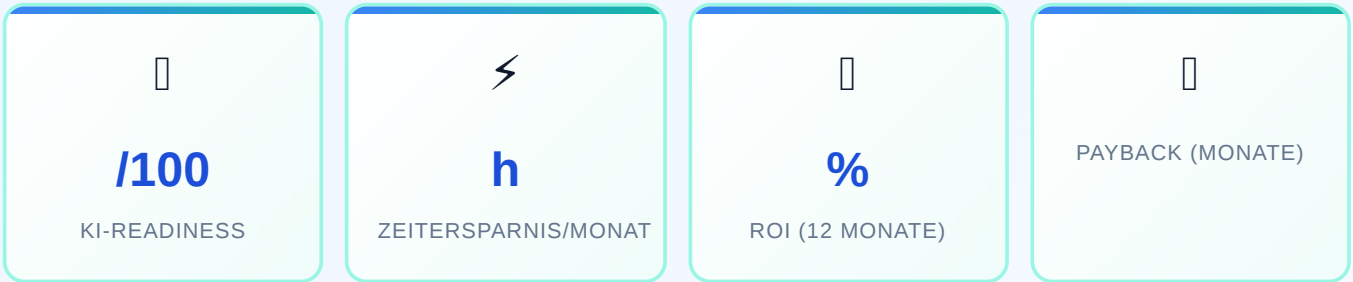 /100
KI-READINESS
h
ZEITERSPARNIS/MONAT
%
ROI (12 MONATE)
PAYBACK (MONATE)